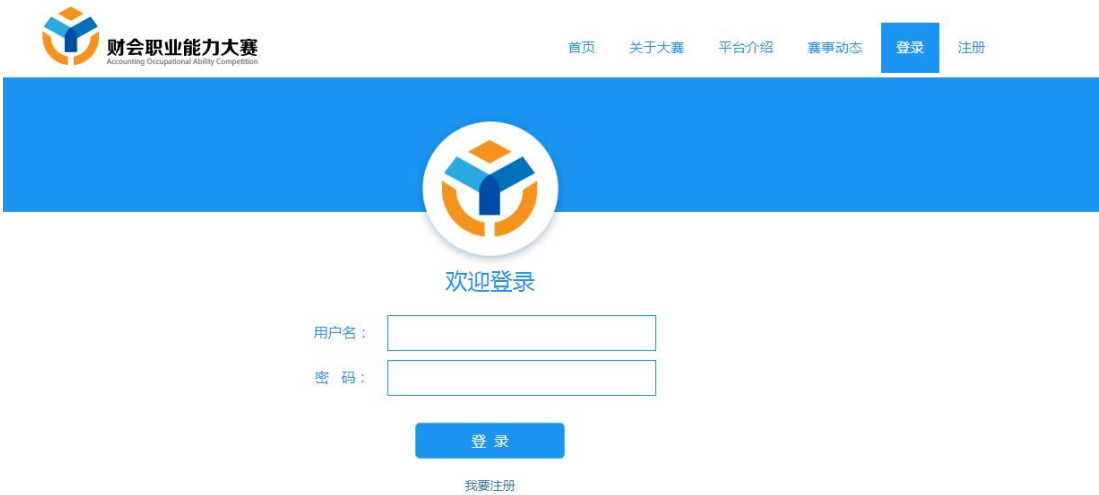 财会职业能力大赛
Accounting Occupational Ability Competition
首页 关于大赛 平台介绍 赛事动态 登录 注册
欢迎登录
用户名：
密 码：
登 录
我要注册